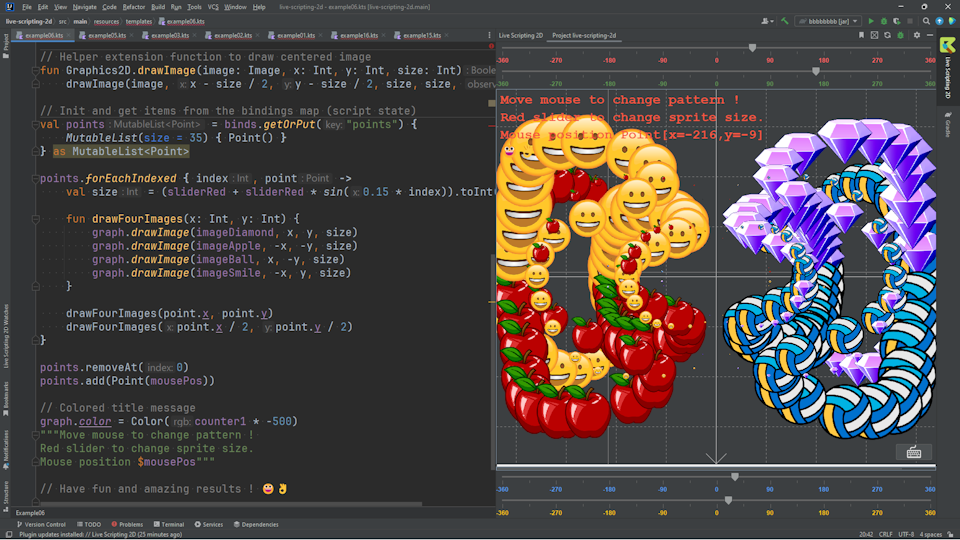 File Edit View Navigate Code Refactor Build Run Tools VCS Window Help live-scripting-2d - example06.kts [live-scripting-2d.main]
live-scripting-2d src main resources templates example06.kts
bbbbbbbb [jar]
example06.kts example05.kts example03.kts example02.kts example01.kts example16.kts example15.kts
Live Scripting 2D Project live-scripting-2d
Project
// Helper extension function to draw centered image
fun Graphics2D.drawImage(image: Image, x: Int, y: Int, size: Int) Boole
drawImage(image, x: x - size / 2, y: y - size / 2, size, size, observ
// Init and get items from the bindings map (script state)
val points : MutableList<Point> = binds.getOrPut( key: "points") {
MutableList(size = 35) { Point() }
} as MutableList<Point>
points.forEachIndexed { index Int, point Point ->
val size Int = (sliderRed + sliderRed * sin( x: 0.15 * index)).toInt
fun drawFourImages(x: Int, y: Int) {
graph.drawImage(imageDiamond, x, y, size)
graph.drawImage(imageApple, -x, -y, size)
graph.drawImage(imageBall, x, -y, size)
graph.drawImage(imageSmile, -x, y, size)
}
drawFourImages(point.x, point.y)
drawFourImages( x: point.x / 2, y: point.y / 2)
}
points.removeAt( index: 0)
points.add(Point(mousePos))
// Colored title message
graph.color = Color( rgb: counter1 * -500)
"""Move mouse to change pattern !
Red slider to change sprite size.
Mouse position $mousePos"""
// Have fun and amazing results ! 😀👌
Example06
Live Scripting 2D Watches
Bookmarks
Notifications
Structure
-360 -270 -180 -90 0 90 180 270 360
-360 -270 -180 -90 0 90 180 270 360
Move mouse to change pattern !
Red slider to change sprite size.
Mouse position Point[x=-216,y=-9]
-360 -270 -180 -90 0 90 180 270 360
-360 -270 -180 -90 0 90 180 270 360
Live Scripting 2D
Gradle
Version Control TODO Problems Terminal Services Dependencies
Plugin updates installed: // Live Scripting 2D (25 minutes ago) 20:42 CRLF UTF-8 4 spaces